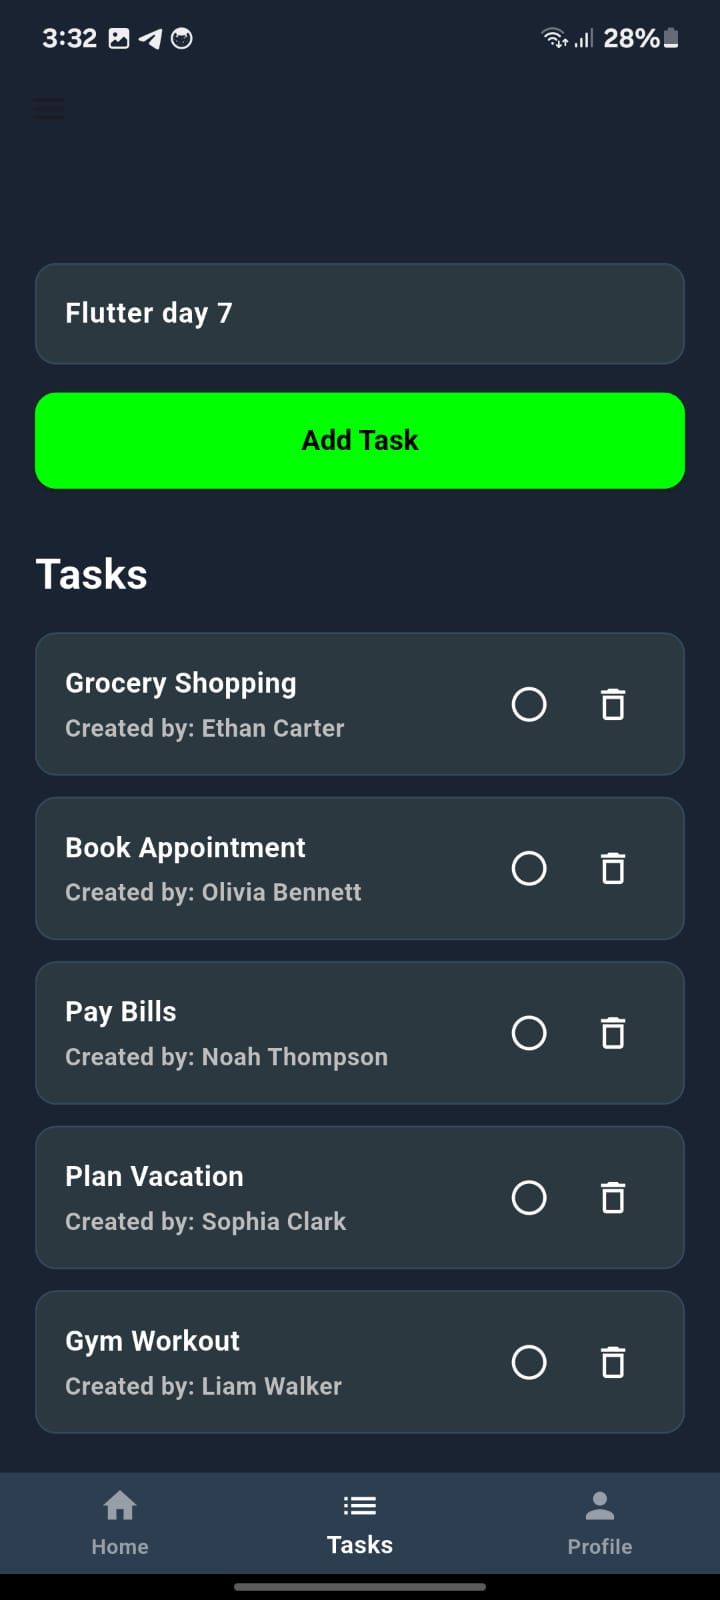 3:32
28%
Flutter day 7
Add Task
Tasks
Grocery Shopping
Created by: Ethan Carter
Book Appointment
Created by: Olivia Bennett
Pay Bills
Created by: Noah Thompson
Plan Vacation
Created by: Sophia Clark
Gym Workout
Created by: Liam Walker
Home
Tasks
Profile